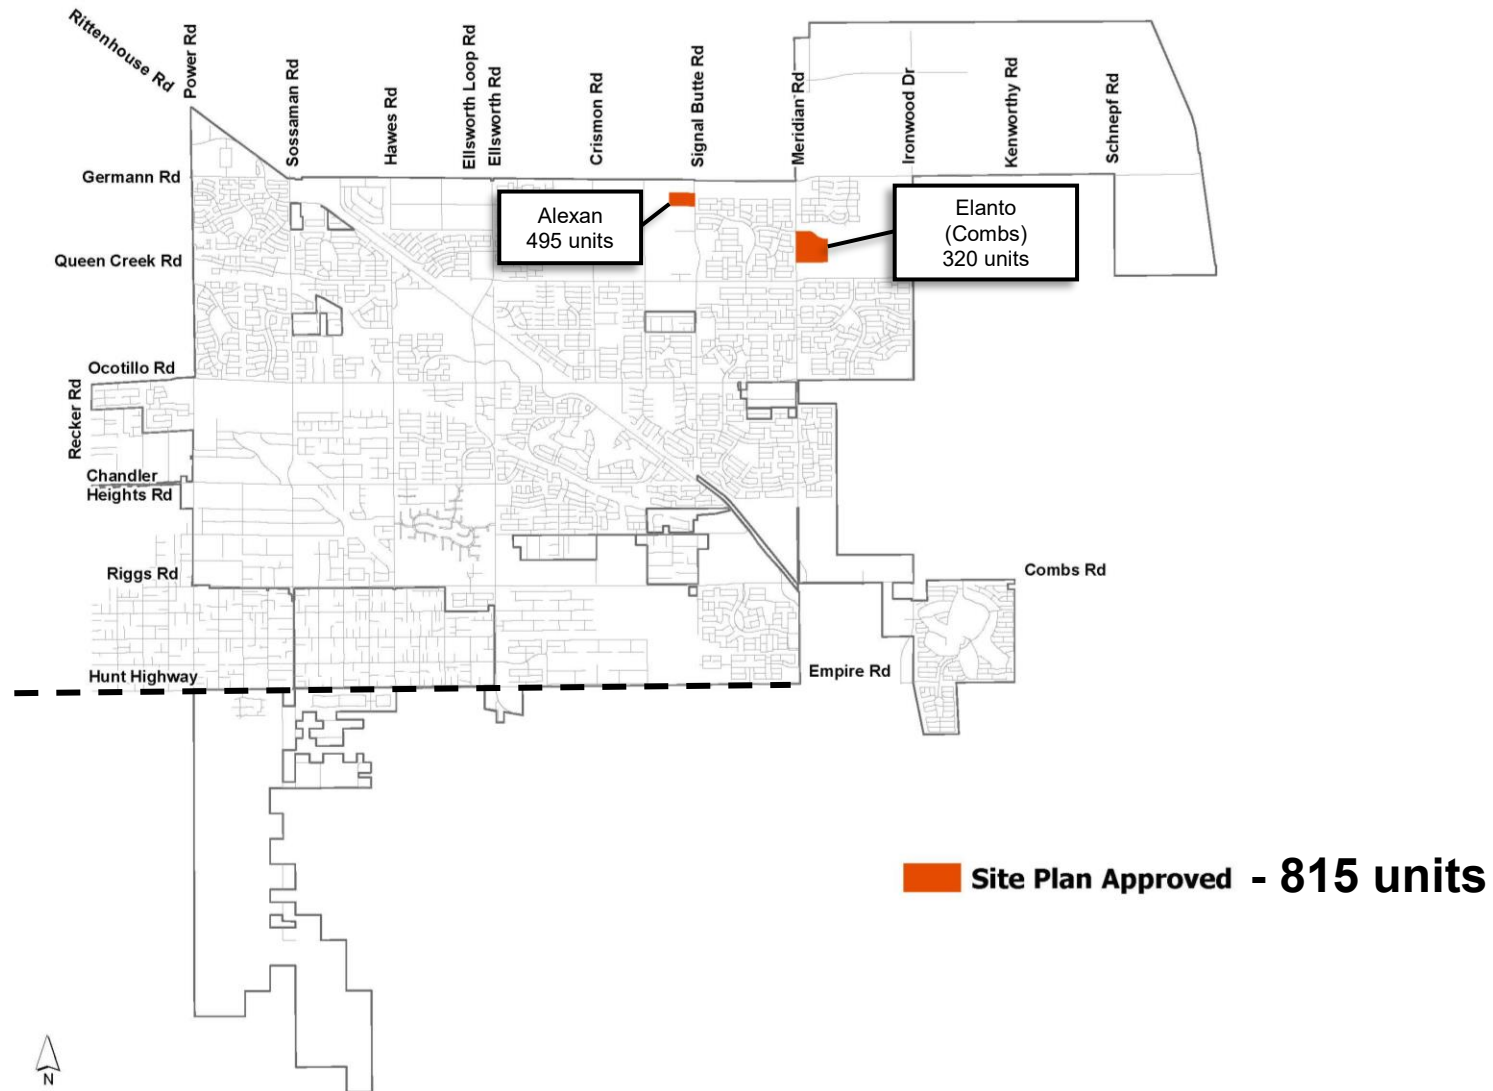 Rittenhouse Rd
Power Rd
Sossaman Rd
Hawes Rd
Ellsworth Loop Rd
Ellsworth Rd
Crismon Rd
Signal Butte Rd
Meridian Rd
Ironwood Dr
Kenworthy Rd
Schnepf Rd
Germann Rd
Alexan
495 units
Elanto
(Combs)
320 units
Queen Creek Rd
Ocotillo Rd
Recker Rd
Chandler
Heights Rd
Riggs Rd
Combs Rd
Hunt Highway
Empire Rd
Site Plan Approved - 815 units
N